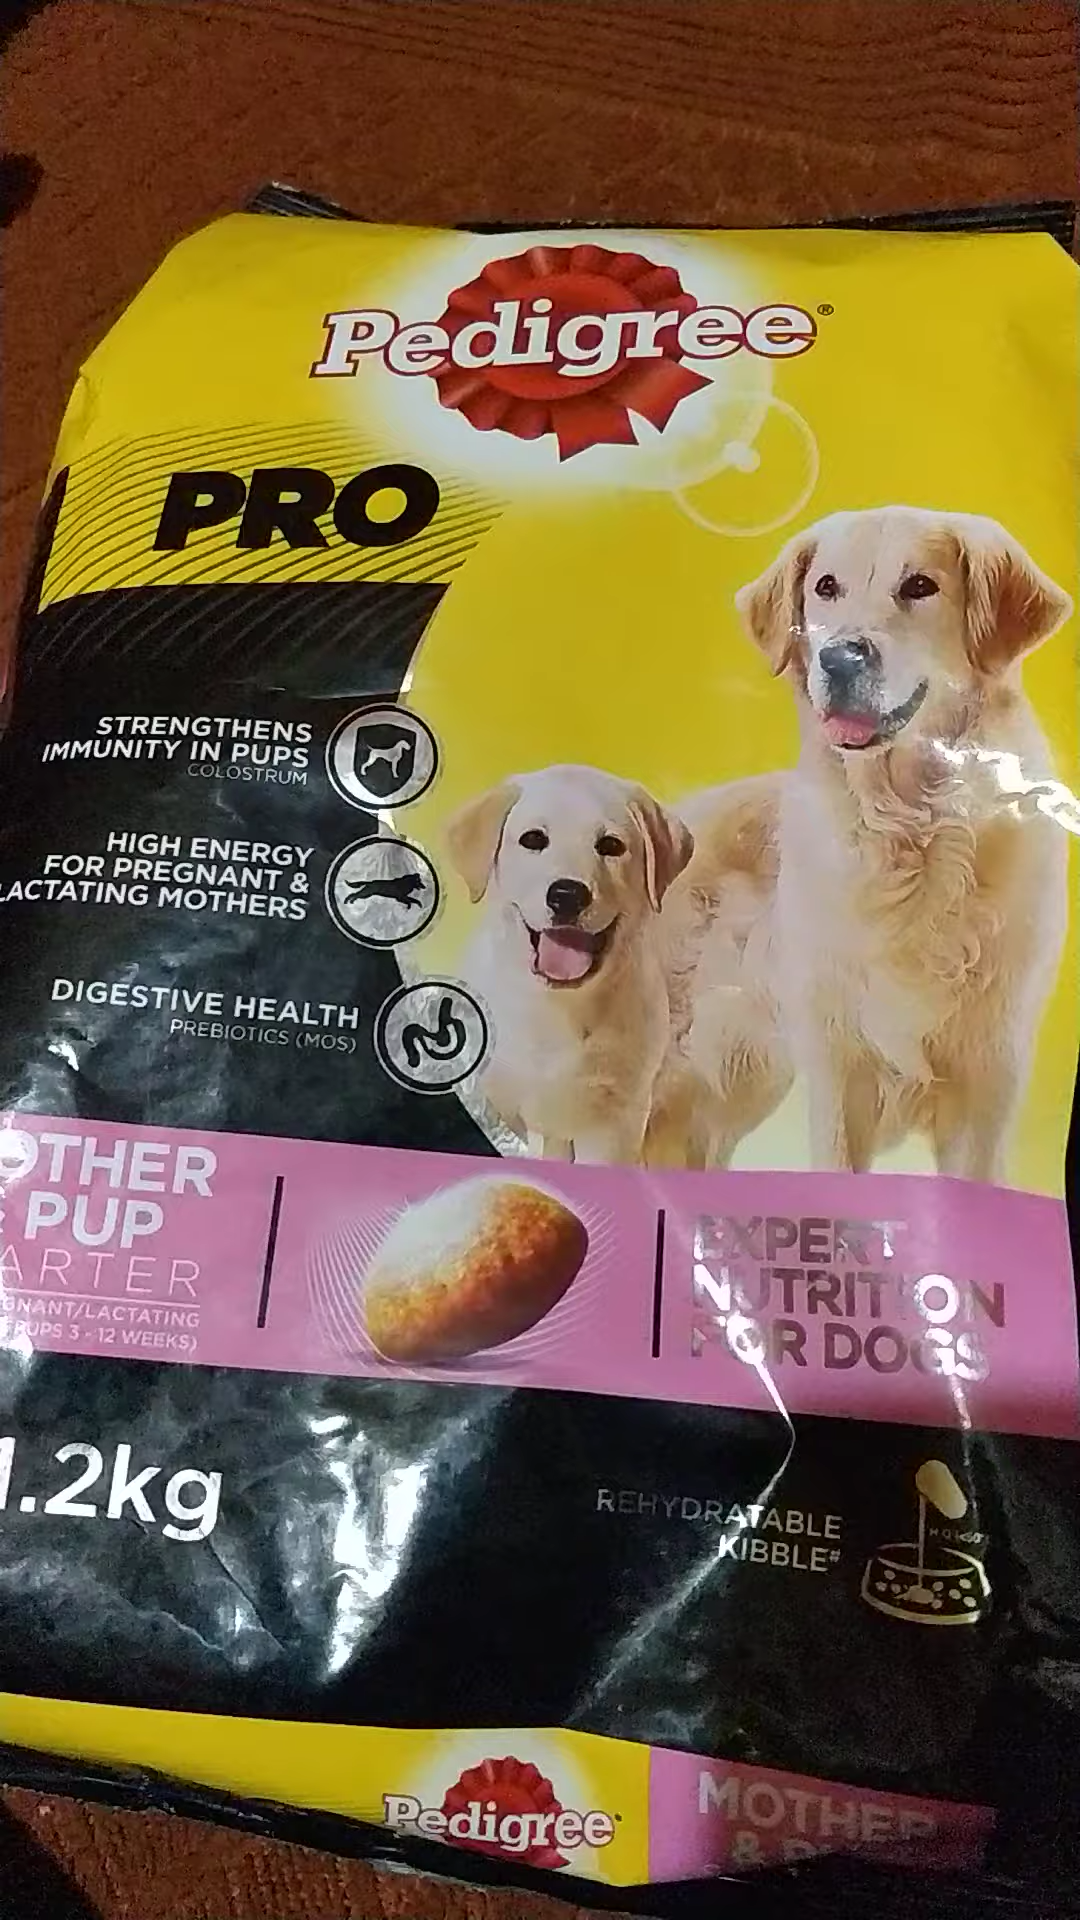 Pedigree®
PRO
STRENGTHENS
IMMUNITY IN PUPS
COLOSTRUM
HIGH ENERGY
FOR PREGNANT &
LACTATING MOTHERS
DIGESTIVE HEALTH
PREBIOTICS (MOS)
OTHER
PUP
ARTER
GNANT/LACTATING
PUPS 3 - 12 WEEKS)
EXPERT
NUTRITION
FOR DOGS
1.2kg
REHYDRATABLE
KIBBLE#
Pedigree
MOTHER
&